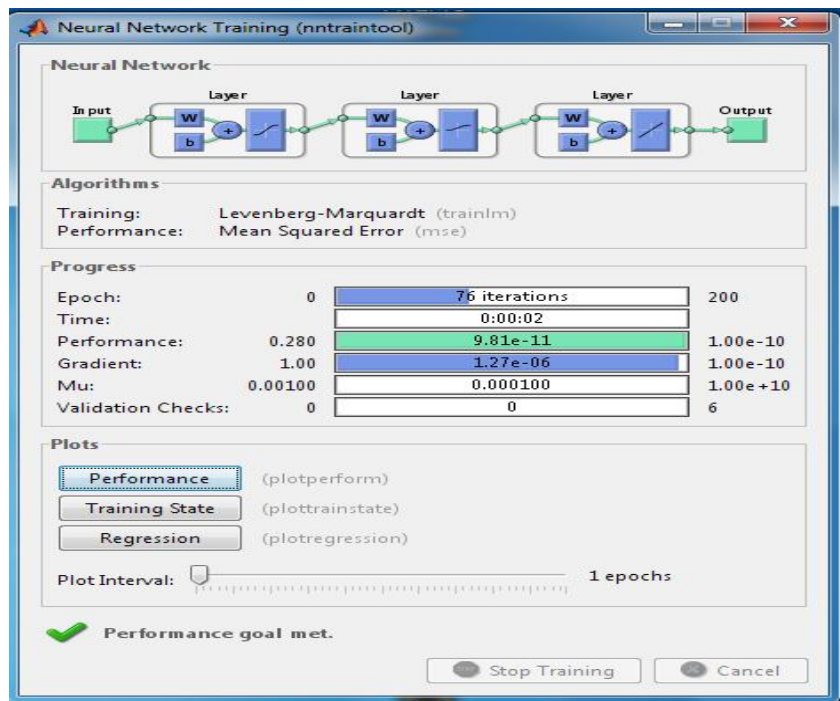 Neural Network Training (nntraintool)
Neural Network
Layer Layer Layer
Input Output
W W W
+ + +
b b b
Algorithms
Training: Levenberg-Marquardt (trainlm)
Performance: Mean Squared Error (mse)
Progress
Epoch: 0 76 iterations 200
Time: 0:00:02
Performance: 0.280 9.81e-11 1.00e-10
Gradient: 1.00 1.27e-06 1.00e-10
Mu: 0.00100 0.000100 1.00e+10
Validation Checks: 0 0 6
Plots
Performance (plotperform)
Training State (plottrainstate)
Regression (plotregression)
Plot Interval: 1 epochs
Performance goal met.
Stop Training Cancel